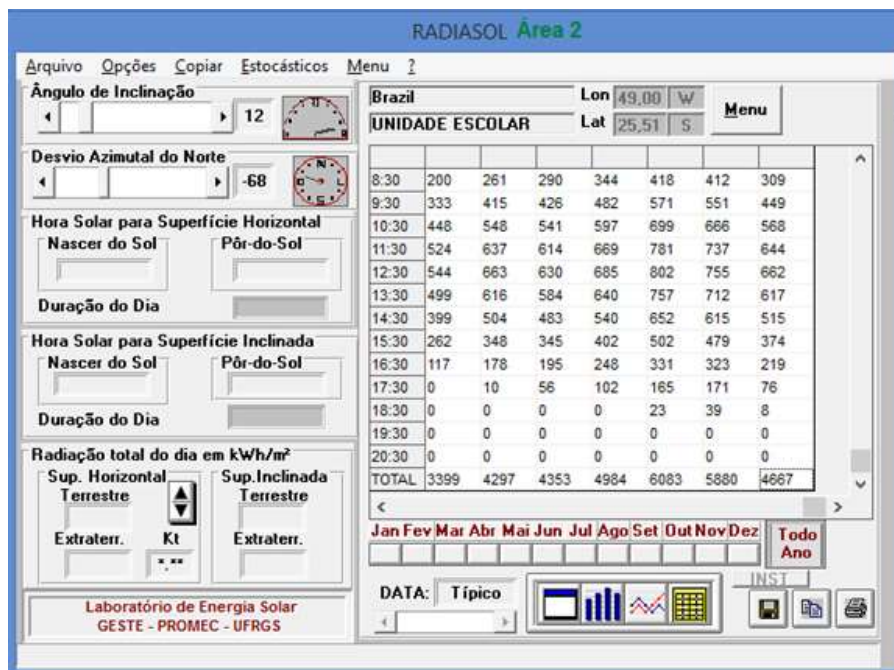 RADIASOL Área 2
Arquivo Opções Copiar Estocásticos Menu ?
Ângulo de Inclinação
12
Desvio Azimutal do Norte
-68
N
L
S
Hora Solar para Superfície Horizontal
Nascer do Sol Pôr-do-Sol
Duração do Dia
Hora Solar para Superfície Inclinada
Nascer do Sol Pôr-do-Sol
Duração do Dia
Radiação total do dia em kWh/m²
Sup. Horizontal Sup.Inclinada
Terrestre Terrestre
Extraterr. Kt Extraterr.
*.**
Laboratório de Energia Solar
GESTE - PROMEC - UFRGS
Brazil Lon 49,00 W
UNIDADE ESCOLAR Lat 25,51 S
Menu
8:30 200 261 290 344 418 412 309
9:30 333 415 426 482 571 551 449
10:30 448 548 541 597 699 666 568
11:30 524 637 614 669 781 737 644
12:30 544 663 630 685 802 755 662
13:30 499 616 584 640 757 712 617
14:30 399 504 483 540 652 615 515
15:30 262 348 345 402 502 479 374
16:30 117 178 195 248 331 323 219
17:30 0 10 56 102 165 171 76
18:30 0 0 0 0 23 39 8
19:30 0 0 0 0 0 0 0
20:30 0 0 0 0 0 0 0
TOTAL 3399 4297 4353 4984 6083 5880 4667
Jan Fev Mar Abr Mai Jun Jul Ago Set Out Nov Dez
Todo
Ano
INST
DATA: Típico